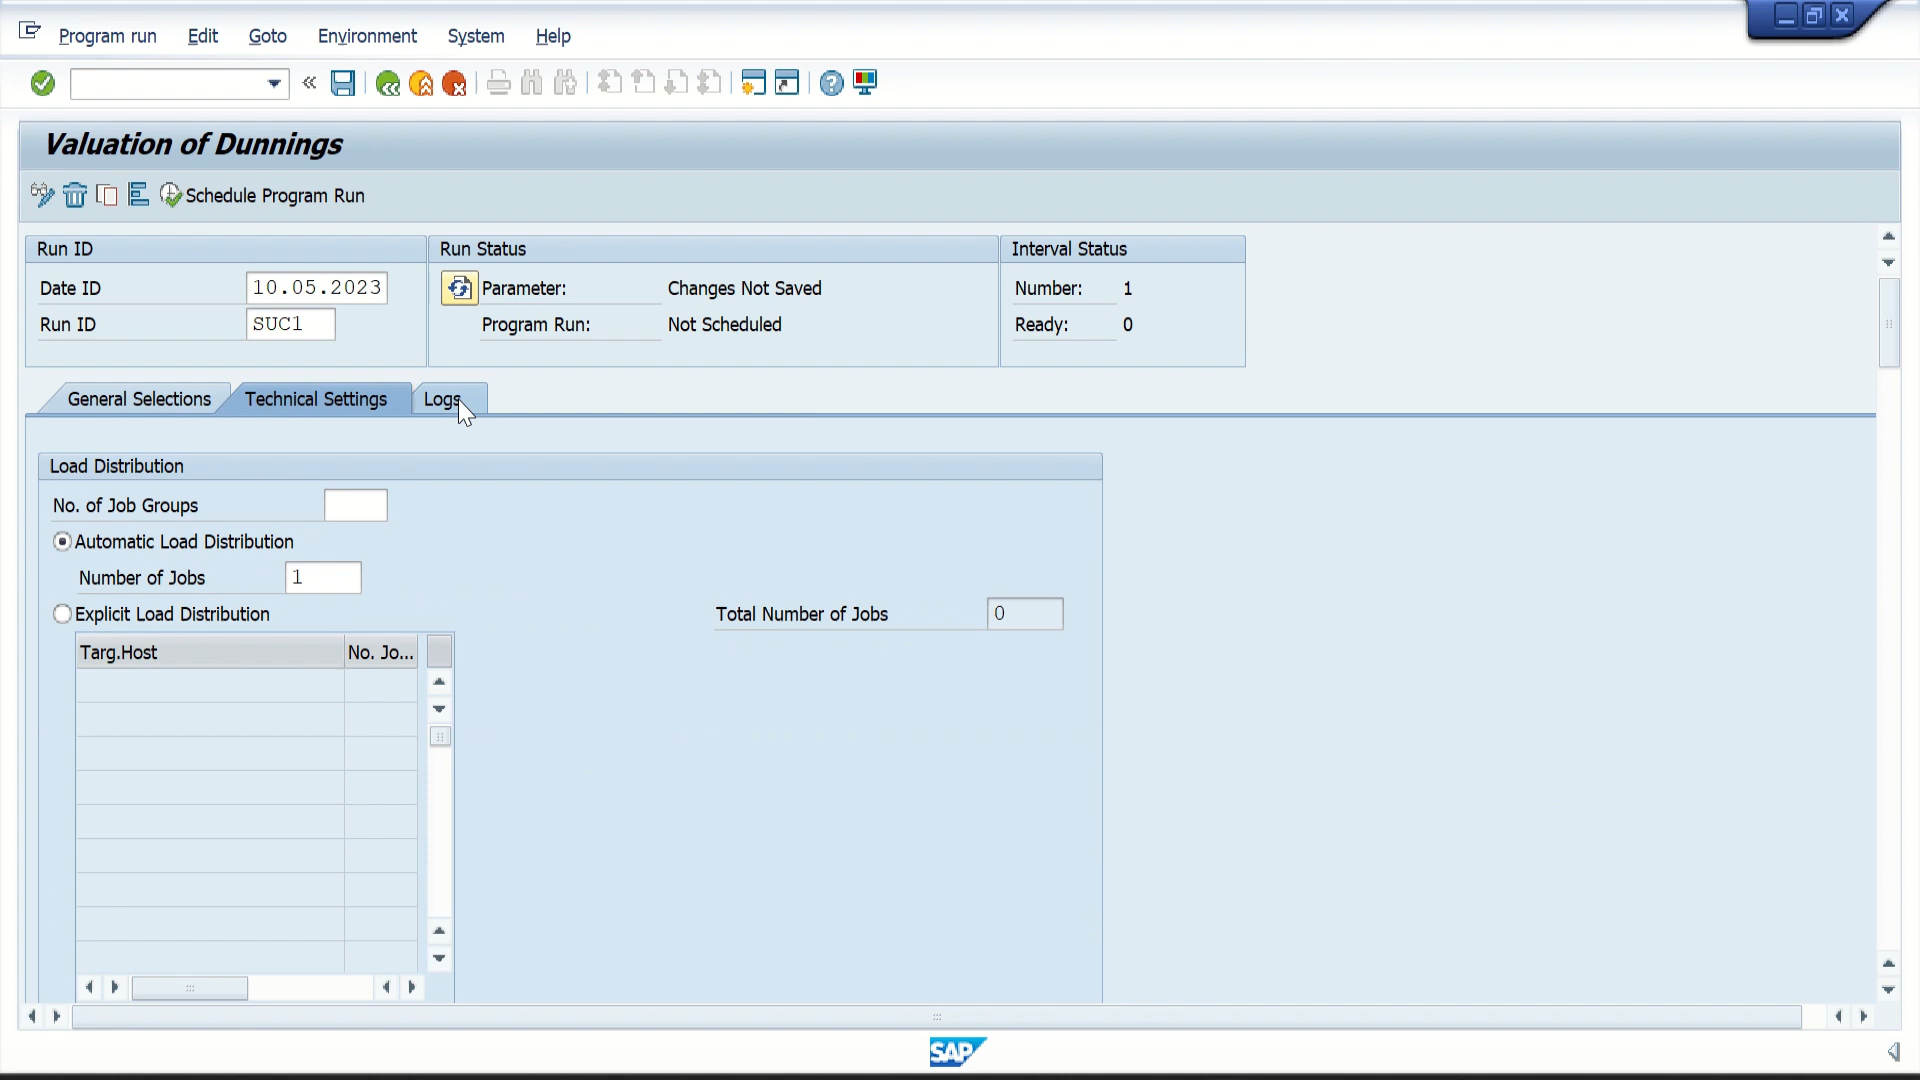 Program run Edit Goto Environment System Help
Valuation of Dunnings
Schedule Program Run
Run ID Run Status Interval Status
Date ID 10.05.2023 Parameter: Changes Not Saved Number: 1
Run ID SUC1 Program Run: Not Scheduled Ready: 0
General Selections Technical Settings Logs
Load Distribution
No. of Job Groups
Automatic Load Distribution
Number of Jobs 1
Explicit Load Distribution Total Number of Jobs 0
Targ.Host No. Jo...
SAP